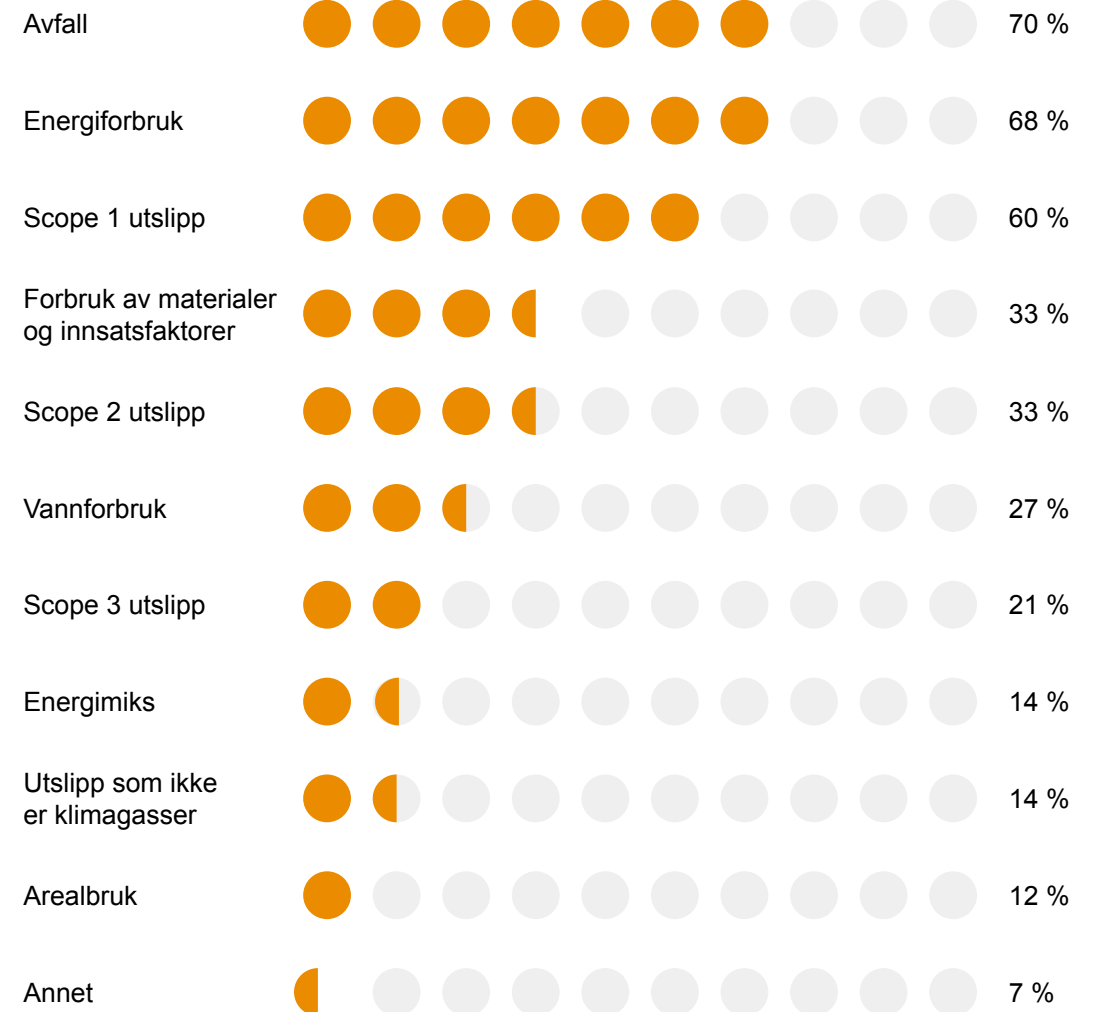 Avfall 70 %
Energiforbruk 68 %
Scope 1 utslipp 60 %
Forbruk av materialer
og innsatsfaktorer 33 %
Scope 2 utslipp 33 %
Vannforbruk 27 %
Scope 3 utslipp 21 %
Energimiks 14 %
Utslipp som ikke
er klimagasser 14 %
Arealbruk 12 %
Annet 7 %